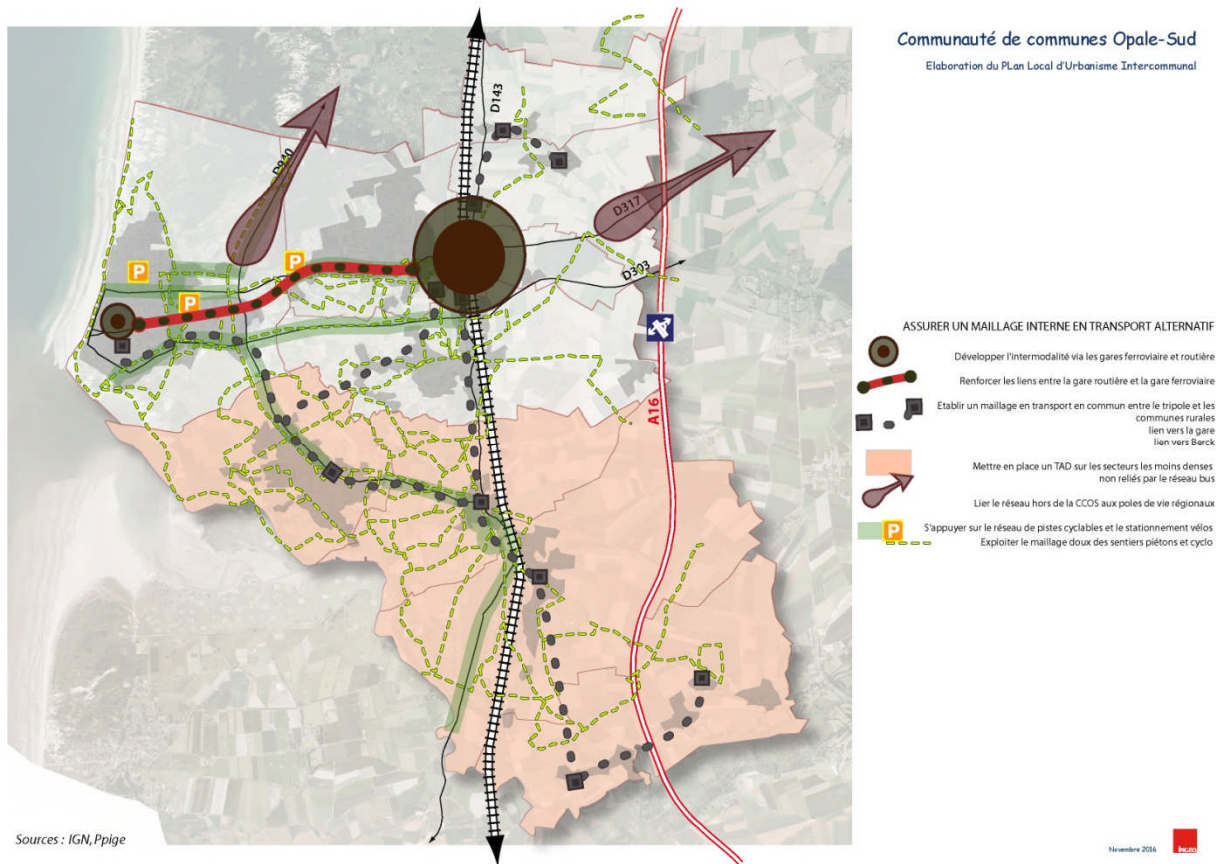 Communauté de communes Opale-Sud
Elaboration du PLan Local d'Urbanisme Intercommunal
D143
D940
D317
D303
A16
P
P
P
ASSURER UN MAILLAGE INTERNE EN TRANSPORT ALTERNATIF
Développer l'intermodalité via les gares ferroviaire et routière
Renforcer les liens entre la gare routière et la gare ferroviaire
Etablir un maillage en transport en commun entre le tripole et les
communes rurales
lien vers la gare
lien vers Berck
Mettre en place un TAD sur les secteurs les moins denses
non reliés par le réseau bus
Lier le réseau hors de la CCOS aux poles de vie régionaux
P
S'appuyer sur le réseau de pistes cyclables et le stationnement vélos
Exploiter le maillage doux des sentiers piétons et cyclo
Sources : IGN, Ppige
Novembre 2016